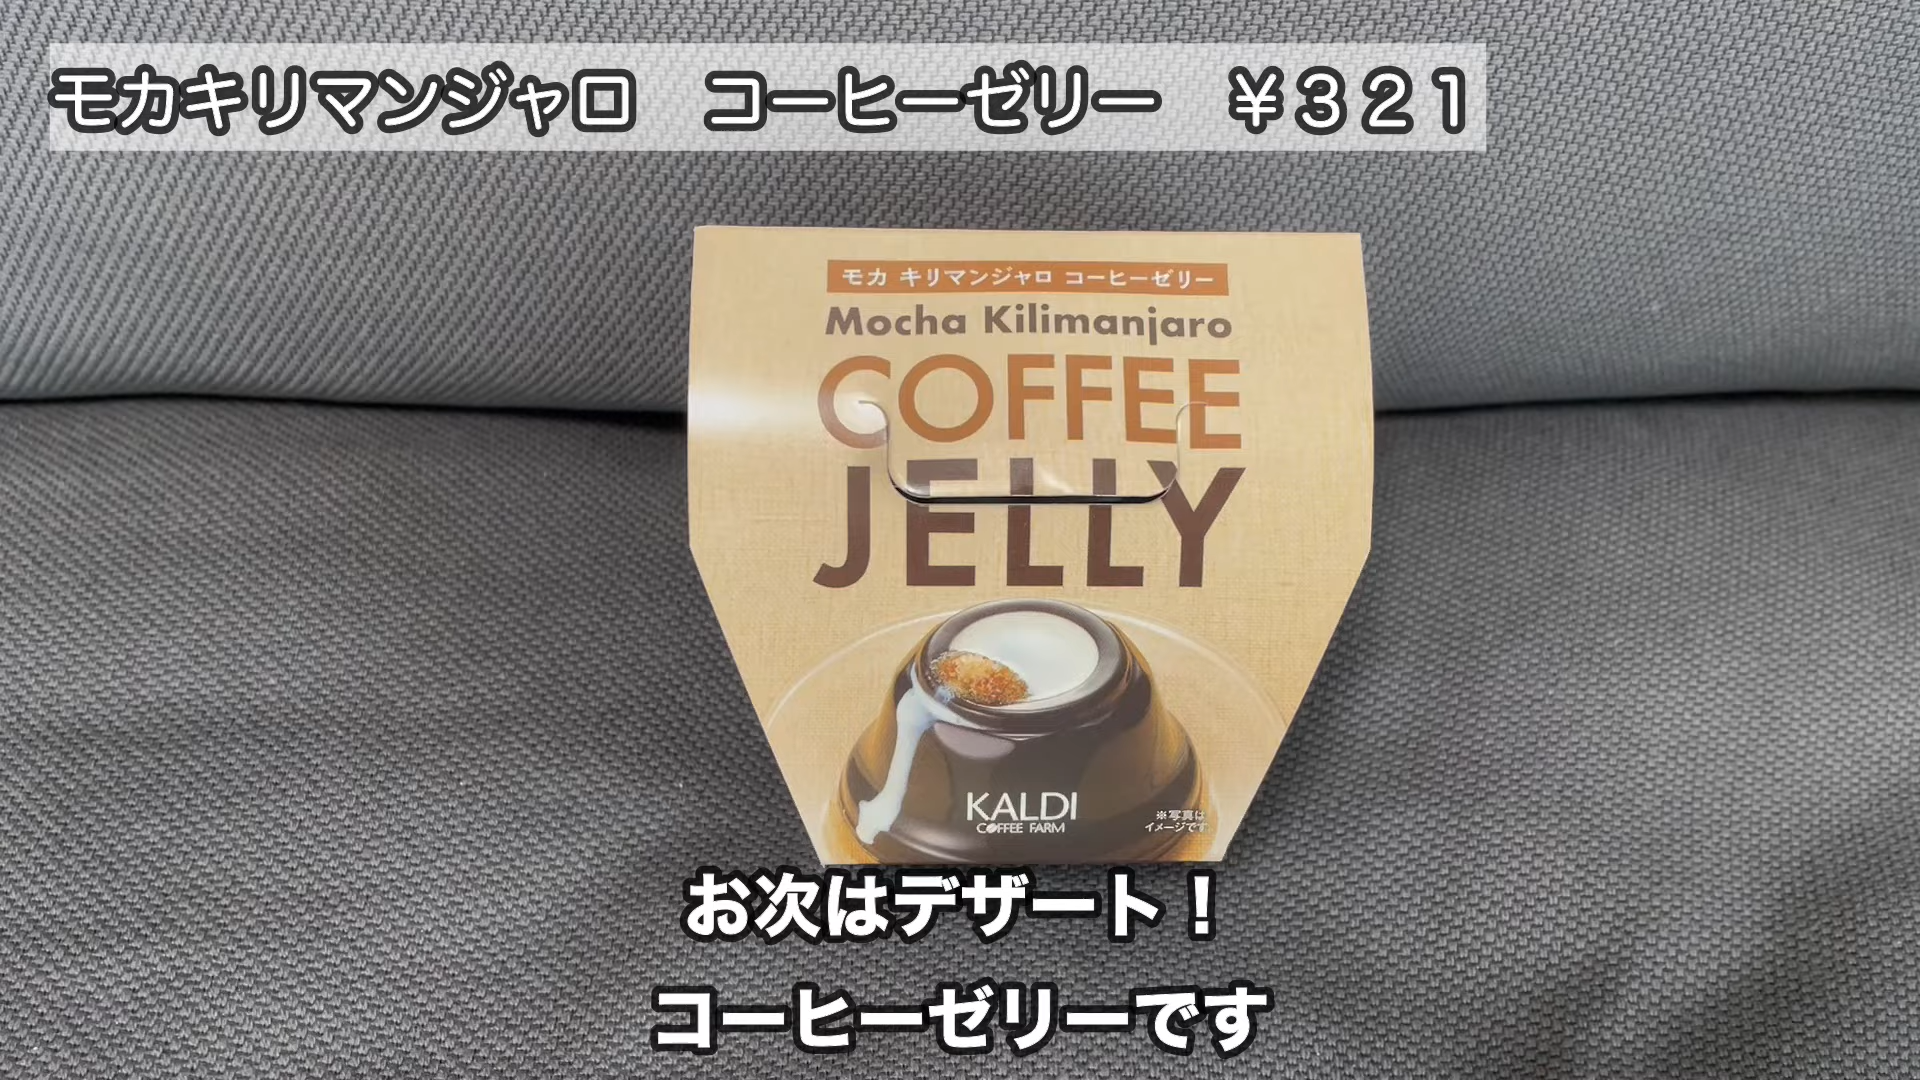 モカキリマンジャロ　コーヒーゼリー　￥３２１
モカ キリマンジャロ コーヒーゼリー
Mocha Kilimanjaro
COFFEE
JELLY
KALDI
COFFEE FARM
※写真は
イメージです
お次はデザート！
コーヒーゼリーです